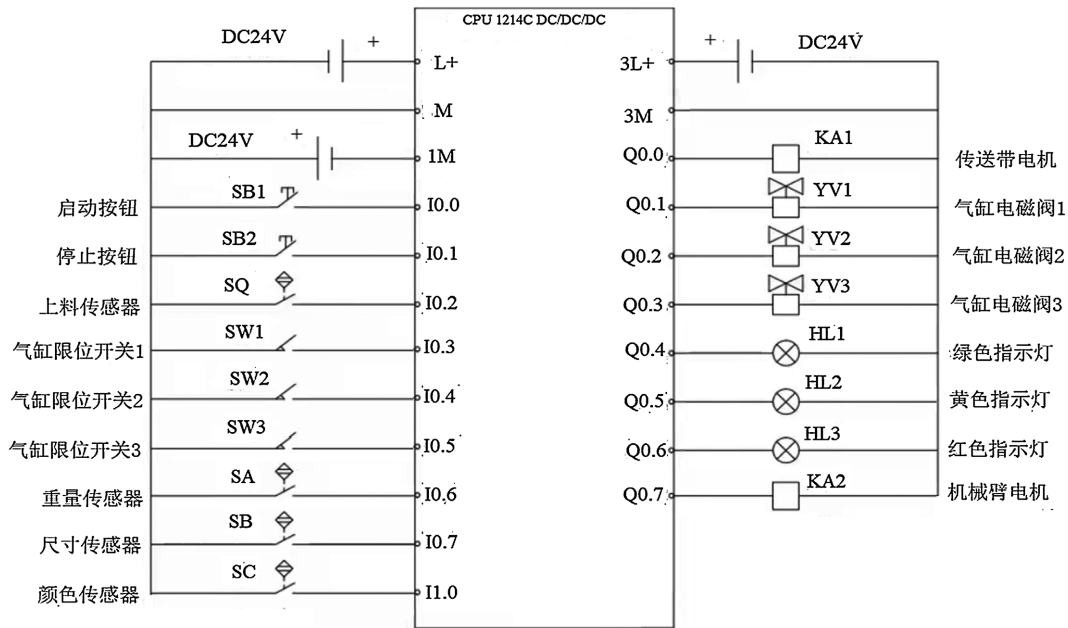 CPU 1214C DC/DC/DC
DC24V
+
L+
M
DC24V
+
1M
启动按钮
SB1
I0.0
停止按钮
SB2
I0.1
上料传感器
SQ
I0.2
气缸限位开关1
SW1
I0.3
气缸限位开关2
SW2
I0.4
气缸限位开关3
SW3
I0.5
重量传感器
SA
I0.6
尺寸传感器
SB
I0.7
颜色传感器
SC
I1.0
3L+
+
DC24V
3M
Q0.0
KA1
传送带电机
Q0.1
YV1
气缸电磁阀1
Q0.2
YV2
气缸电磁阀2
Q0.3
YV3
气缸电磁阀3
Q0.4
HL1
绿色指示灯
Q0.5
HL2
黄色指示灯
Q0.6
HL3
红色指示灯
Q0.7
KA2
机械臂电机